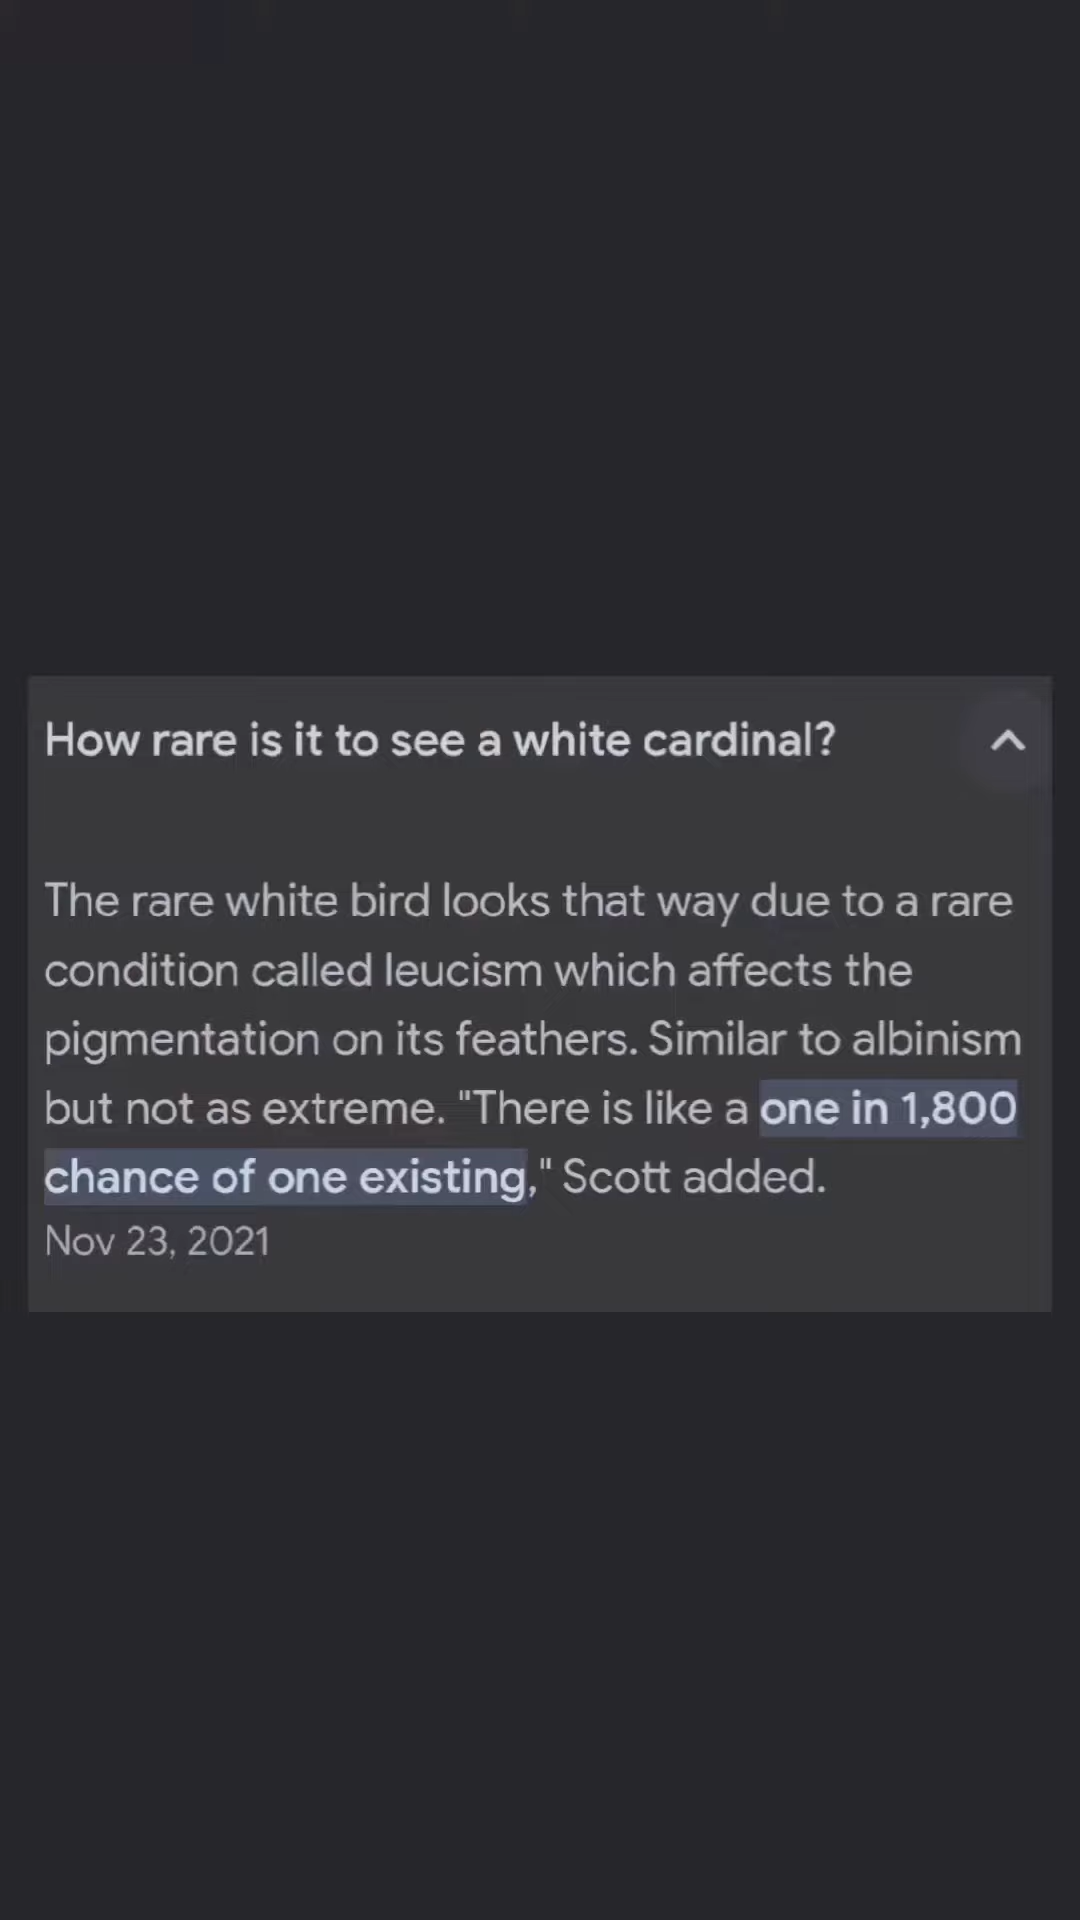 How rare is it to see a white cardinal?
The rare white bird looks that way due to a rare
condition called leucism which affects the
pigmentation on its feathers. Similar to albinism
but not as extreme. "There is like a one in 1,800
chance of one existing," Scott added.
Nov 23, 2021